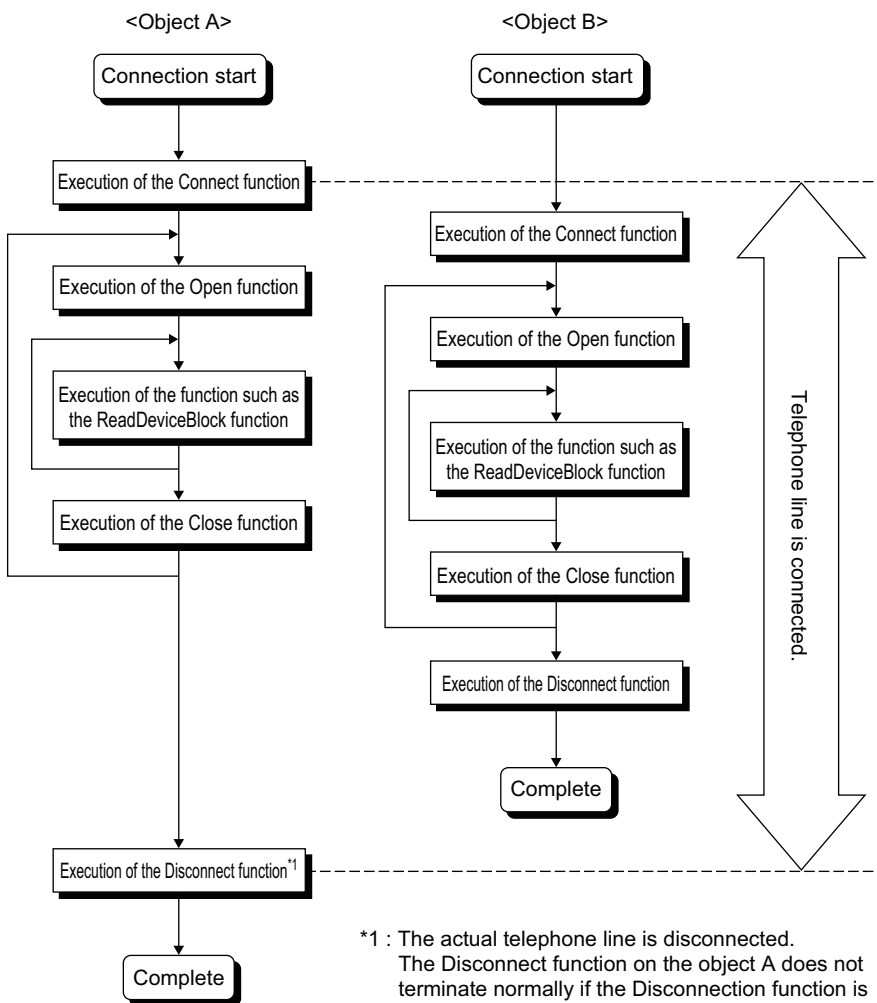 <Object A>
Connection start
Execution of the Connect function
Execution of the Open function
Execution of the function such as
the ReadDeviceBlock function
Execution of the Close function
Execution of the Disconnect function*1
Complete
<Object B>
Connection start
Execution of the Connect function
Execution of the Open function
Execution of the function such as
the ReadDeviceBlock function
Execution of the Close function
Execution of the Disconnect function
Complete
Telephone line is connected.
*1 : The actual telephone line is disconnected.
The Disconnect function on the object A does not
terminate normally if the Disconnection function is